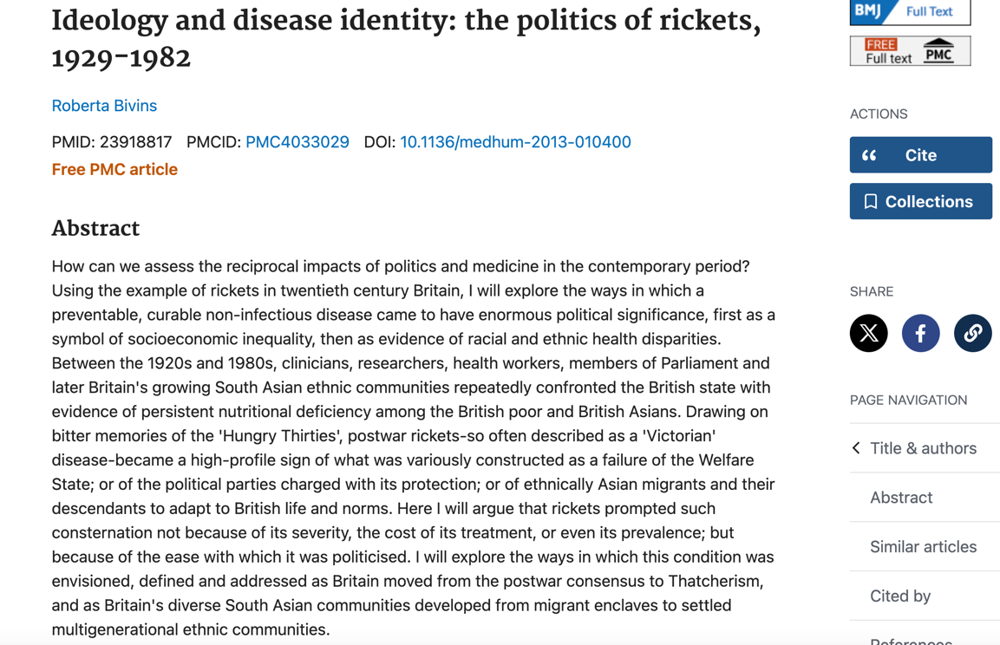 Ideology and disease identity: the politics of rickets,
1929-1982
Roberta Bivins
PMID: 23918817 PMCID: PMC4033029 DOI: 10.1136/medhum-2013-010400
Free PMC article
Abstract
How can we assess the reciprocal impacts of politics and medicine in the contemporary period?
Using the example of rickets in twentieth century Britain, I will explore the ways in which a
preventable, curable non-infectious disease came to have enormous political significance, first as a
symbol of socioeconomic inequality, then as evidence of racial and ethnic health disparities.
Between the 1920s and 1980s, clinicians, researchers, health workers, members of Parliament and
later Britain's growing South Asian ethnic communities repeatedly confronted the British state with
evidence of persistent nutritional deficiency among the British poor and British Asians. Drawing on
bitter memories of the 'Hungry Thirties', postwar rickets-so often described as a 'Victorian'
disease-became a high-profile sign of what was variously constructed as a failure of the Welfare
State; or of the political parties charged with its protection; or of ethnically Asian migrants and their
descendants to adapt to British life and norms. Here I will argue that rickets prompted such
consternation not because of its severity, the cost of its treatment, or even its prevalence; but
because of the ease with which it was politicised. I will explore the ways in which this condition was
envisioned, defined and addressed as Britain moved from the postwar consensus to Thatcherism,
and as Britain's diverse South Asian communities developed from migrant enclaves to settled
multigenerational ethnic communities.
BMJ Full Text
FREE
Full text PMC
ACTIONS
Cite
Collections
SHARE
PAGE NAVIGATION
Title & authors
Abstract
Similar articles
Cited by
References